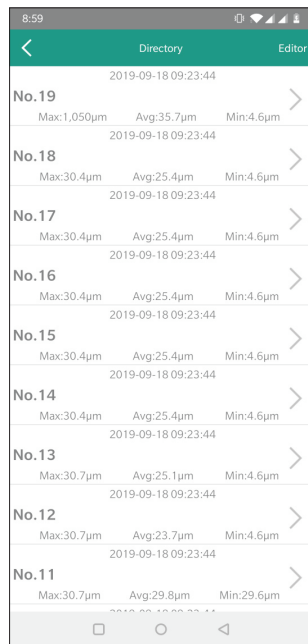 8:59
Directory Editor
2019-09-18 09:23:44
No.19
Max:1,050μm Avg:35.7μm Min:4.6μm
2019-09-18 09:23:44
No.18
Max:30.4μm Avg:25.4μm Min:4.6μm
2019-09-18 09:23:44
No.17
Max:30.4μm Avg:25.4μm Min:4.6μm
2019-09-18 09:23:44
No.16
Max:30.4μm Avg:25.4μm Min:4.6μm
2019-09-18 09:23:44
No.15
Max:30.4μm Avg:25.4μm Min:4.6μm
2019-09-18 09:23:44
No.14
Max:30.4μm Avg:25.4μm Min:4.6μm
2019-09-18 09:23:44
No.13
Max:30.7μm Avg:25.1μm Min:4.6μm
2019-09-18 09:23:44
No.12
Max:30.7μm Avg:23.7μm Min:4.6μm
2019-09-18 09:23:44
No.11
Max:30.7μm Avg:29.8μm Min:29.6μm